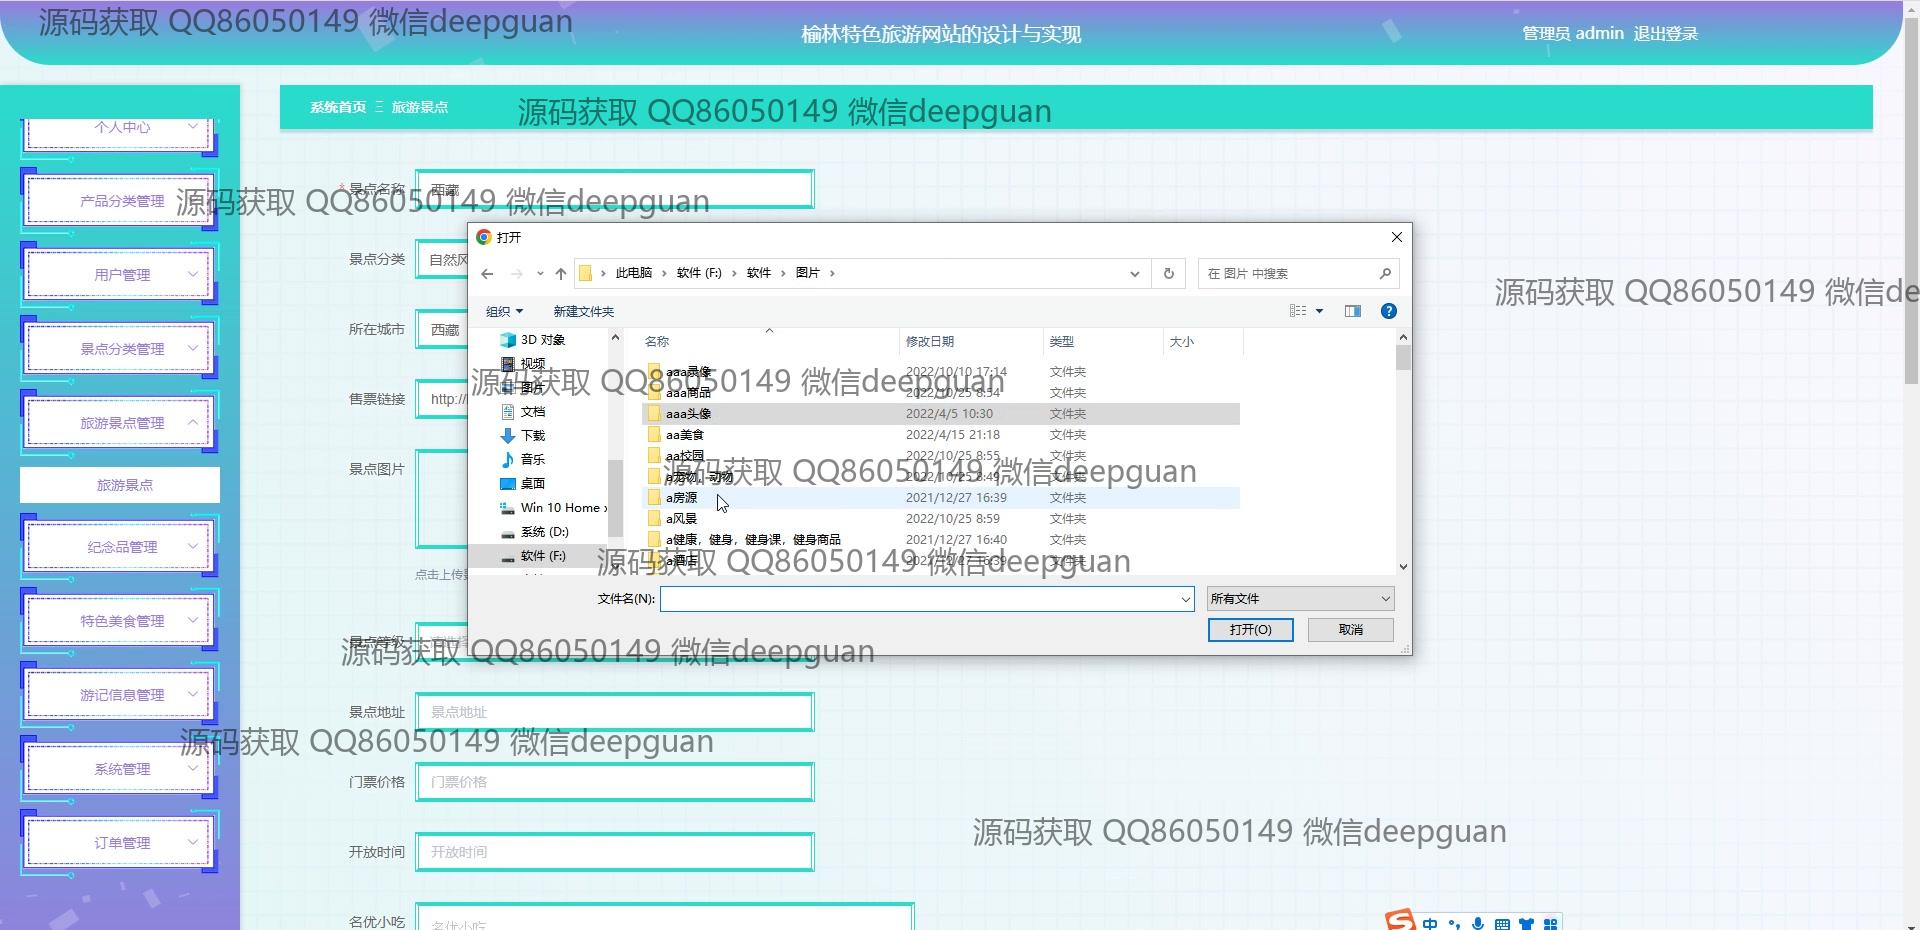 源码获取 QQ86050149 微信deepguan
榆林特色旅游网站的设计与实现
管理员 admin 退出登录
系统首页 三 旅游景点
源码获取 QQ86050149 微信deepguan
个人中心
产品分类管理
用户管理
景点分类管理
旅游景点管理
旅游景点
纪念品管理
特色美食管理
游记信息管理
系统管理
订单管理
* 景点名称 西藏
源码获取 QQ86050149 微信deepguan
景点分类 自然风
所在城市 西藏
售票链接 http://
景点图片
点击上传
景点等级
景点地址 景点地址
门票价格 门票价格
开放时间 开放时间
名优小吃 名优小吃
打开
此电脑 › 软件 (F:) › 软件 › 图片 ›
在 图片 中搜索
组织 新建文件夹
3D 对象
视频
图片
文档
下载
音乐
桌面
Win 10 Home x
系统 (D:)
软件 (F:)
名称 修改日期 类型 大小
aaa录像 2022/10/10 17:14 文件夹
源码获取 QQ86050149 微信deepguan
aaa商品 2022/10/25 8:54 文件夹
aaa头像 2022/4/5 10:30 文件夹
aa美食 2022/4/15 21:18 文件夹
aa校园 2022/10/25 8:55 文件夹
源码获取 QQ86050149 微信deepguan
a宠物，动物 2022/10/25 8:49 文件夹
a房源 2021/12/27 16:39 文件夹
a风景 2022/10/25 8:59 文件夹
a健康，健身，健身课，健身商品 2021/12/27 16:40 文件夹
a酒店 2021/12/27 16:39 文件夹
源码获取 QQ86050149 微信deepguan
文件名(N): 所有文件
打开(O) 取消
源码获取 QQ86050149 微信de
源码获取 QQ86050149 微信deepguan
源码获取 QQ86050149 微信deepguan
源码获取 QQ86050149 微信deepguan
中